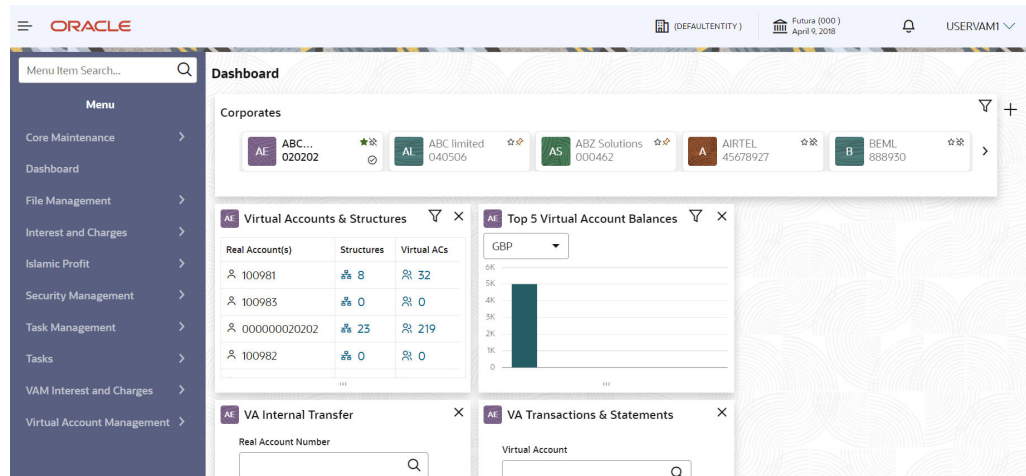 ORACLE
(DEFAULTENTITY )
Futura (000 )
April 9, 2018
USERVAM1
Menu Item Search...
Menu
Core Maintenance
Dashboard
File Management
Interest and Charges
Islamic Profit
Security Management
Task Management
Tasks
VAM Interest and Charges
Virtual Account Management
Dashboard
Corporates
AE
ABC...
020202
AL
ABC limited
040506
AS
ABZ Solutions
000462
A
AIRTEL
45678927
B
BEML
888930
AE Virtual Accounts & Structures
Real Account(s) Structures Virtual ACs
100981 8 32
100983 0 0
000000020202 23 219
100982 0 0
AE Top 5 Virtual Account Balances
GBP
6K
5K
4K
3K
2K
1K
0
AE VA Internal Transfer
Real Account Number
AE VA Transactions & Statements
Virtual Account